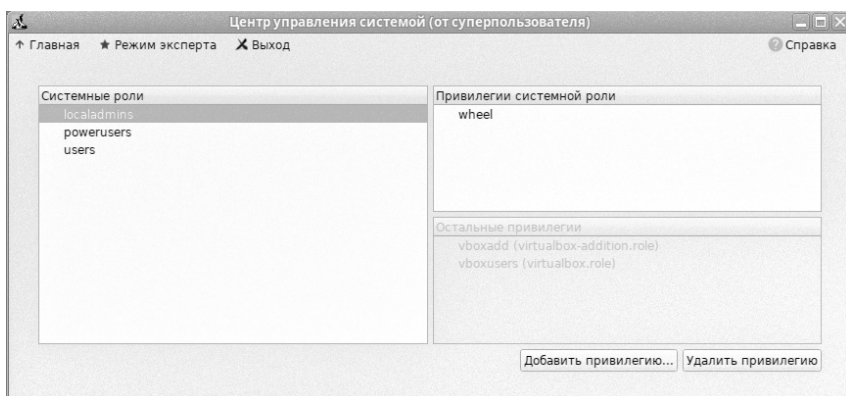 Центр управления системой (от суперпользователя)
Главная Режим эксперта Выход Справка
Системные роли
localadmins
powerusers
users
Привилегии системной роли
wheel
Остальные привилегии
vboxadd (virtualbox-addition.role)
vboxusers (virtualbox.role)
Добавить привилегию... Удалить привилегию